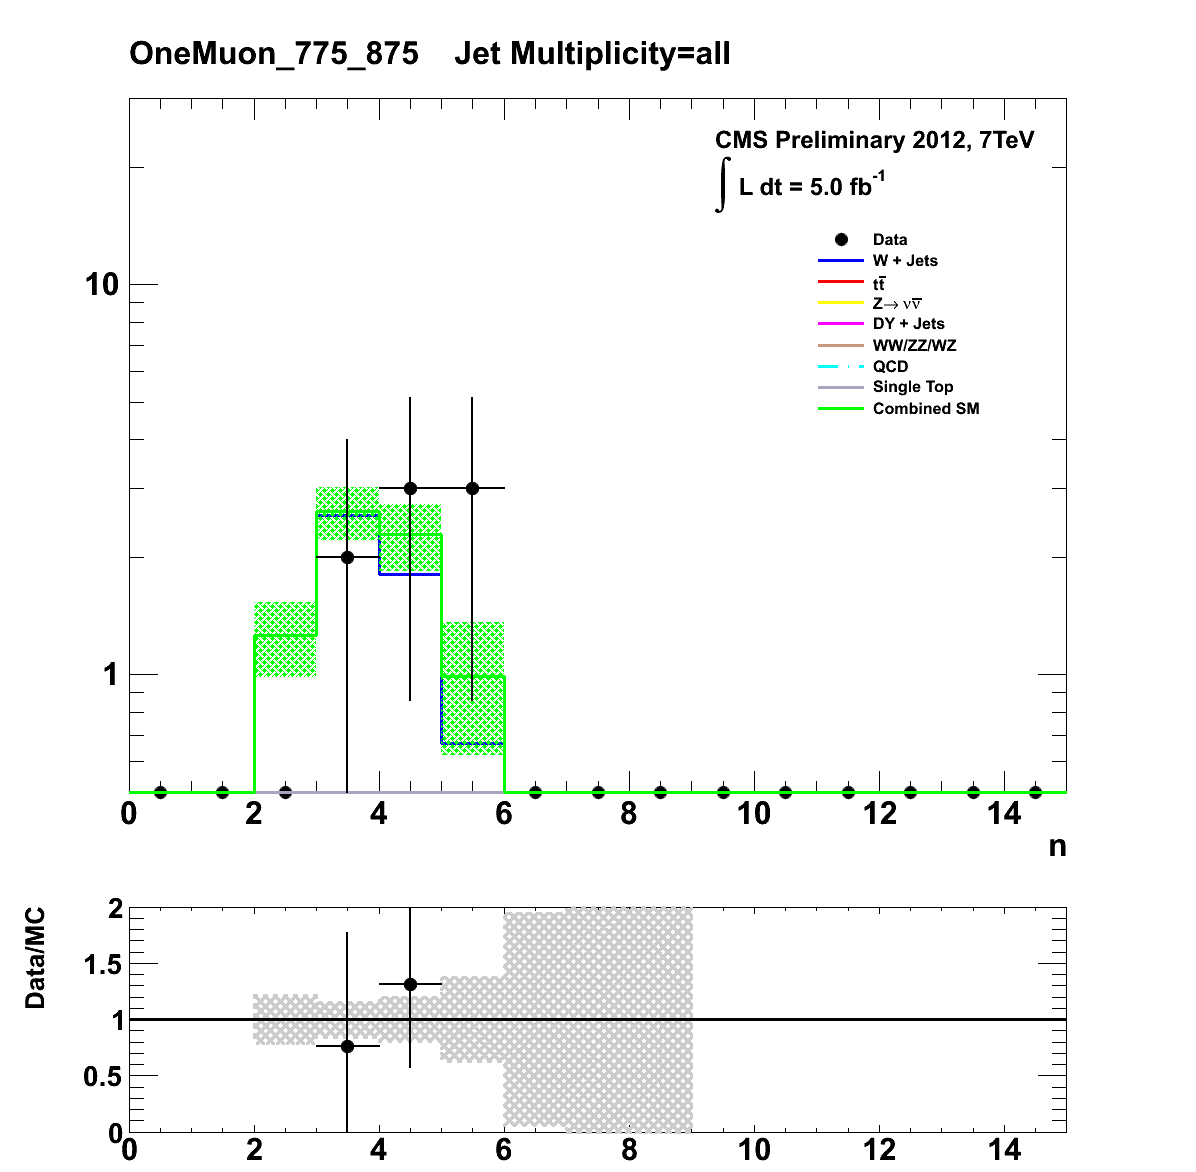 OneMuon_775_875 Jet Multiplicity=all
CMS Preliminary 2012, 7TeV
∫ L dt = 5.0 fb⁻¹
Data
W + Jets
tt̅
Z→ νν̅
DY + Jets
WW/ZZ/WZ
QCD
Single Top
Combined SM
10
1
0 2 4 6 8 10 12 14
n
Data/MC
2
1.5
1
0.5
0
0 2 4 6 8 10 12 14